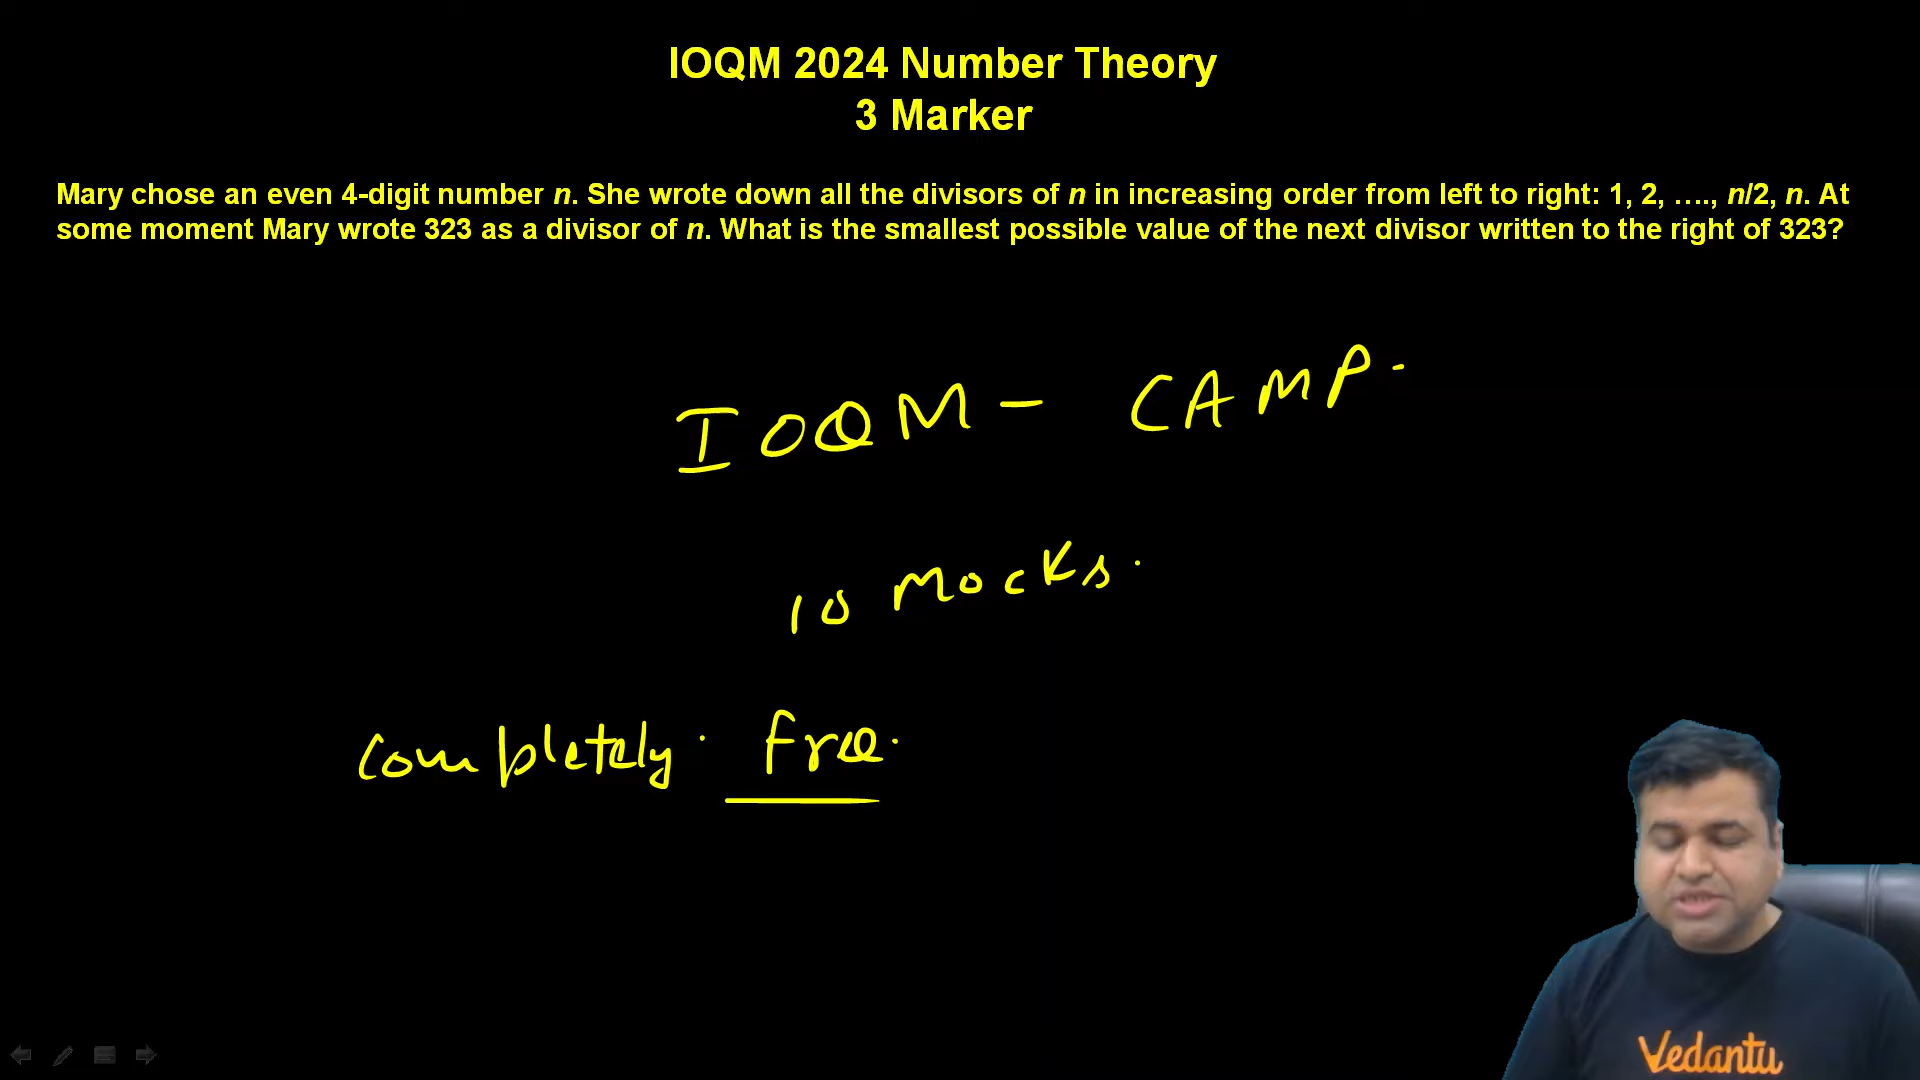 IOQM 2024 Number Theory
3 Marker
Mary chose an even 4-digit number n. She wrote down all the divisors of n in increasing order from left to right: 1, 2, …., n/2, n. At
some moment Mary wrote 323 as a divisor of n. What is the smallest possible value of the next divisor written to the right of 323?
IOQM - CAMP.
10 Mocks.
Completely. Free.
Vedantu